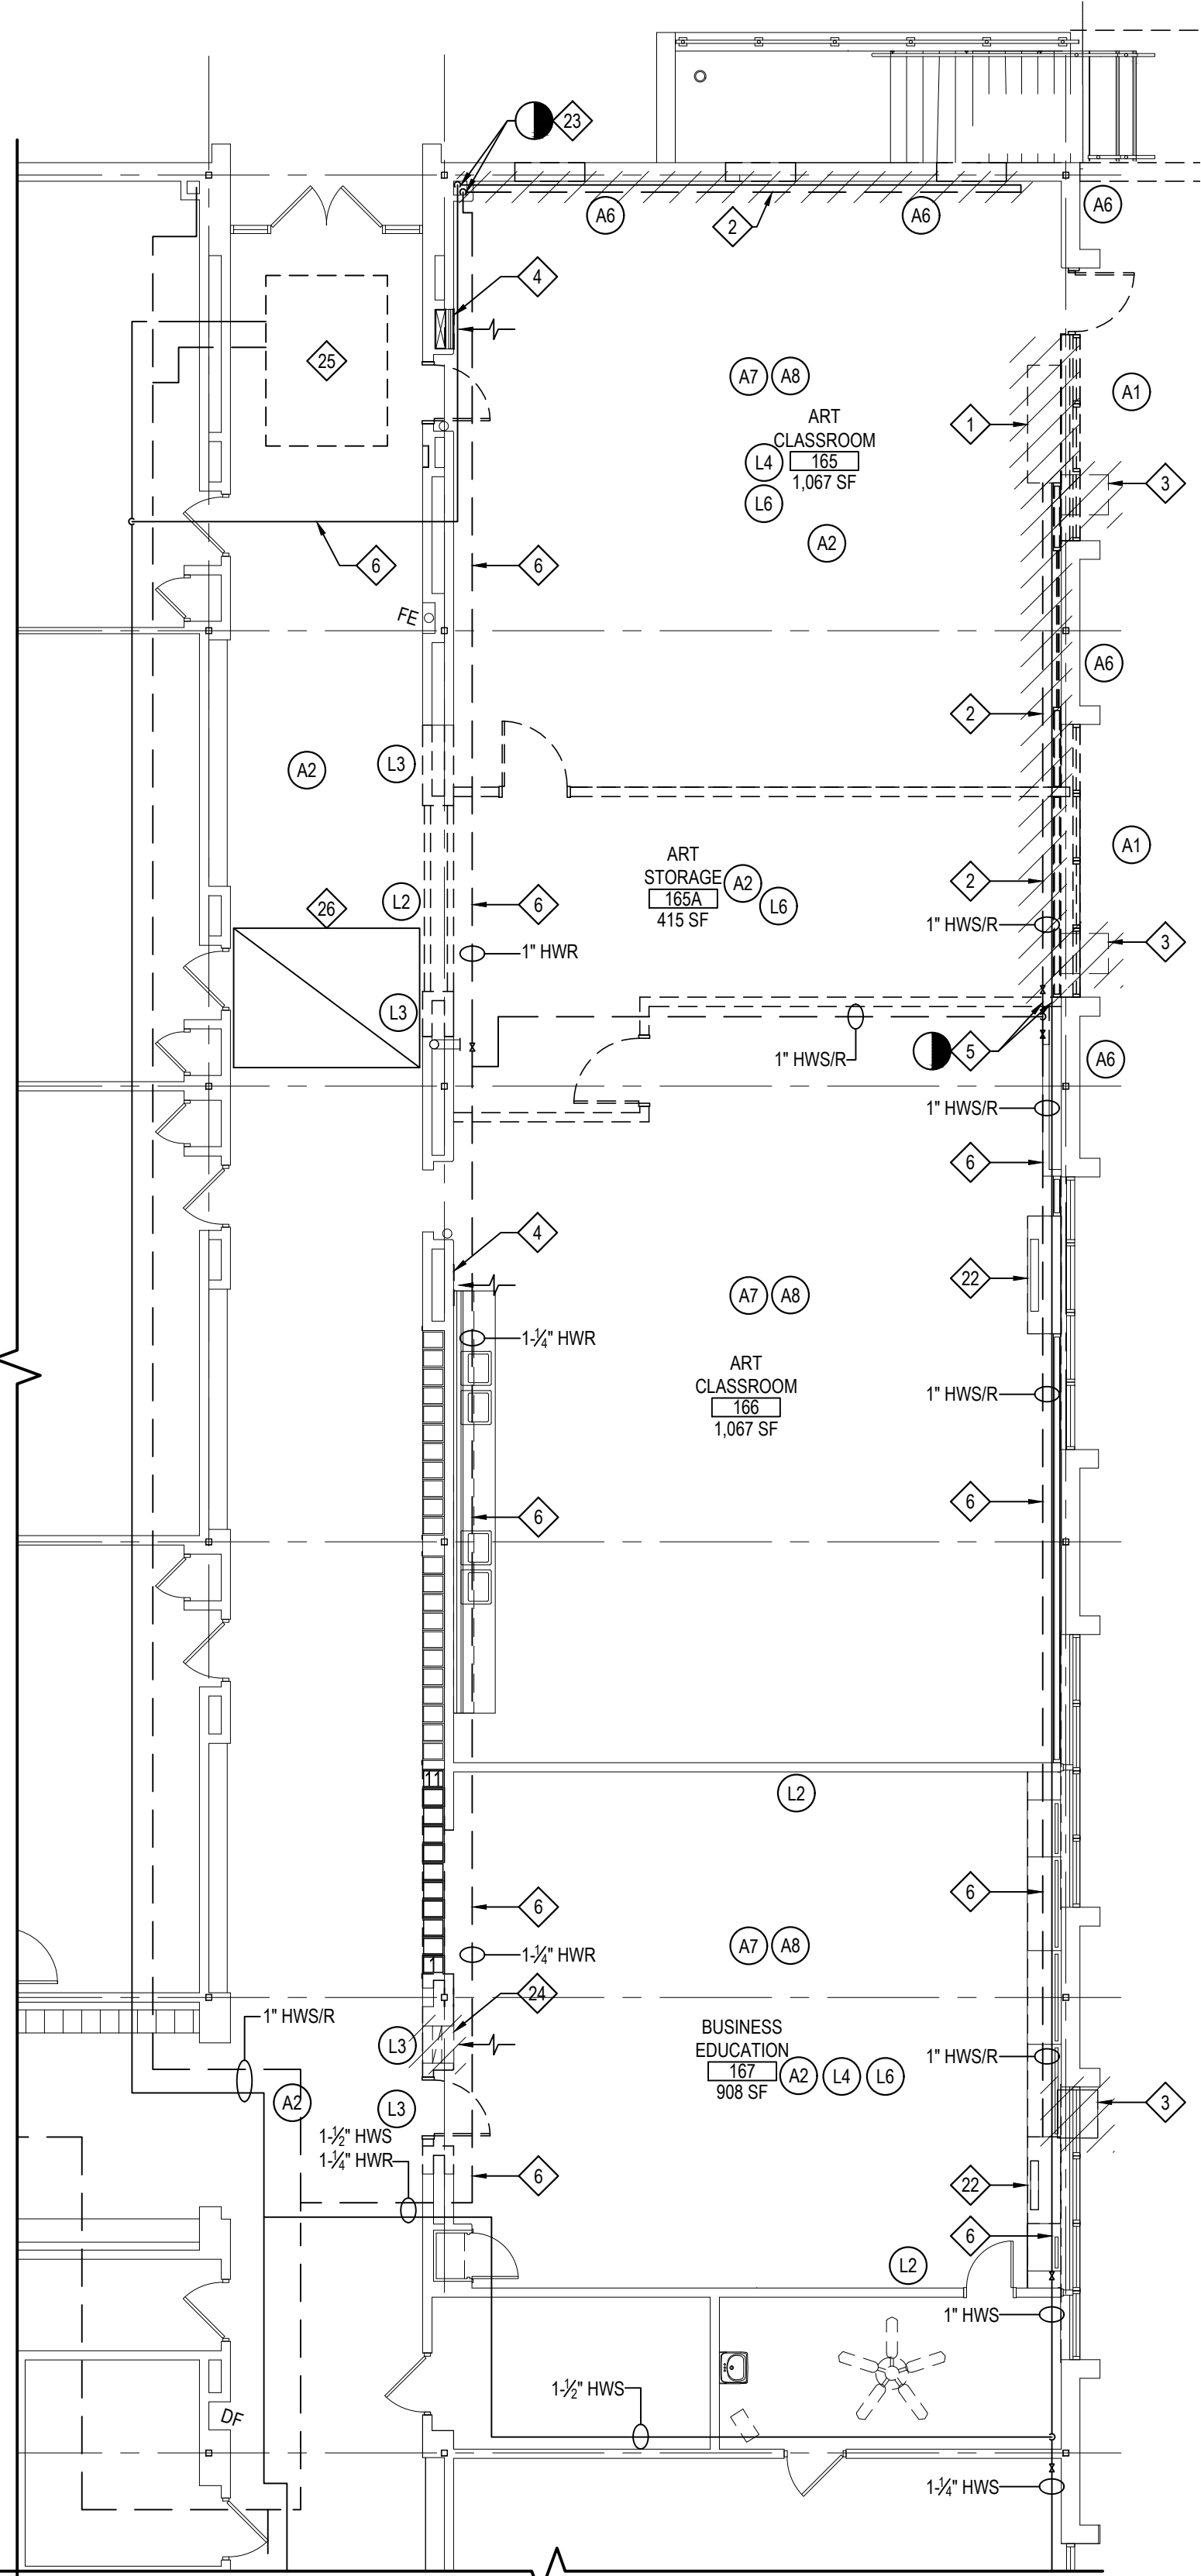 23
A6
A6
A6
2
4
25
A7 A8
A1
ART
CLASSROOM
165
1,067 SF
L4
L6
1
3
A2
6
6
FE
A6
2
A2
L3
ART
STORAGE
165A
415 SF
A2
L6
A1
2
L2
6
26
1" HWS/R
1" HWR
3
L3
1" HWS/R
5
A6
1" HWS/R
6
4
22
A7 A8
1-1/4" HWR
ART
CLASSROOM
166
1,067 SF
1" HWS/R
6
6
L2
6
6
A7 A8
1-1/4" HWR
24
1" HWS/R
L3
BUSINESS
EDUCATION
167
908 SF
A2 L4 L6
1" HWS/R
3
A2
L3
1-1/2" HWS
1-1/4" HWR
6
22
6
L2
1" HWS
1-1/2" HWS
DF
1-1/4" HWS